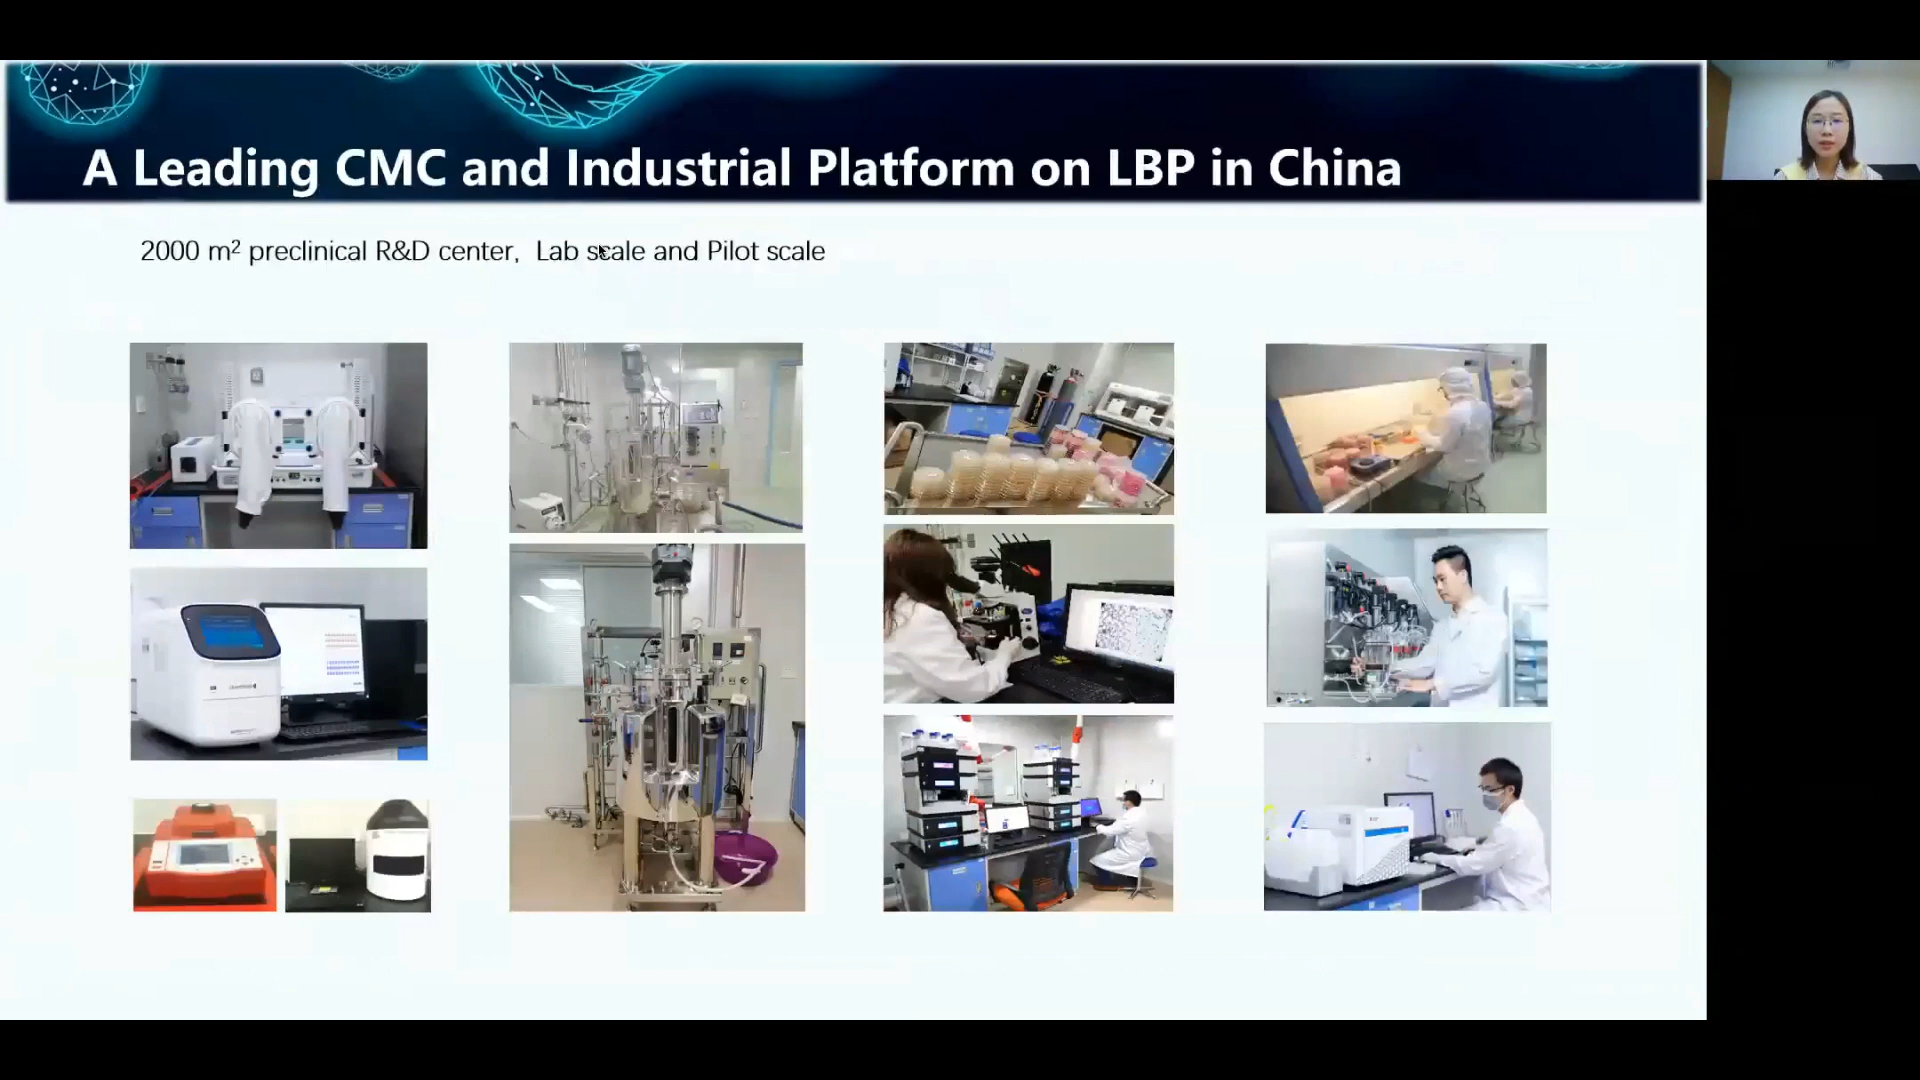 A Leading CMC and Industrial Platform on LBP in China
2000 m² preclinical R&D center, Lab scale and Pilot scale